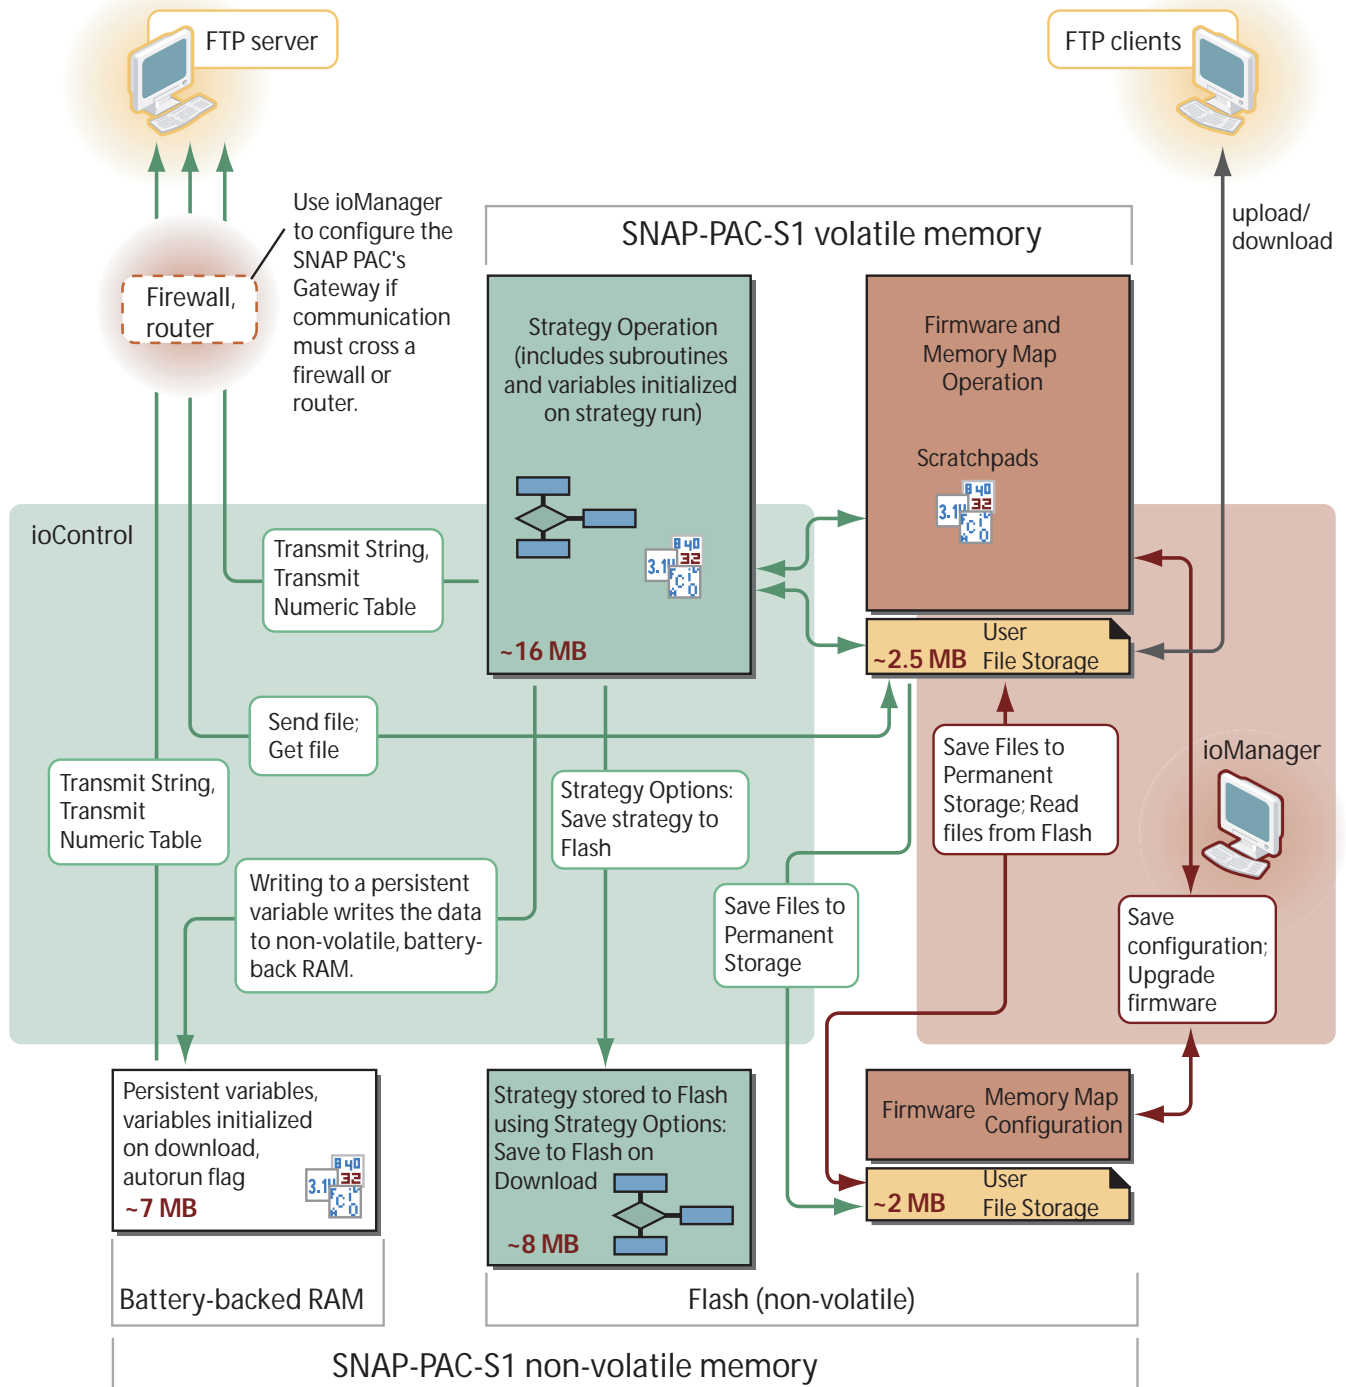 FTP server
FTP clients
Use ioManager
to configure the
SNAP PAC's
Gateway if
communication
must cross a
firewall or
router.
Firewall,
router
SNAP-PAC-S1 volatile memory
upload/
download
Strategy Operation
(includes subroutines
and variables initialized
on strategy run)
~16 MB
Firmware and
Memory Map
Operation
Scratchpads
User
File Storage
~2.5 MB
ioControl
Transmit String,
Transmit
Numeric Table
Send file;
Get file
Transmit String,
Transmit
Numeric Table
Strategy Options:
Save strategy to
Flash
Writing to a persistent
variable writes the data
to non-volatile, battery-
back RAM.
Save Files to
Permanent
Storage
Save Files to
Permanent
Storage; Read
files from Flash
ioManager
Save
configuration;
Upgrade
firmware
Persistent variables,
variables initialized
on download,
autorun flag
~7 MB
Strategy stored to Flash
using Strategy Options:
Save to Flash on
Download
~8 MB
Firmware
Memory Map
Configuration
User
File Storage
~2 MB
Battery-backed RAM
Flash (non-volatile)
SNAP-PAC-S1 non-volatile memory